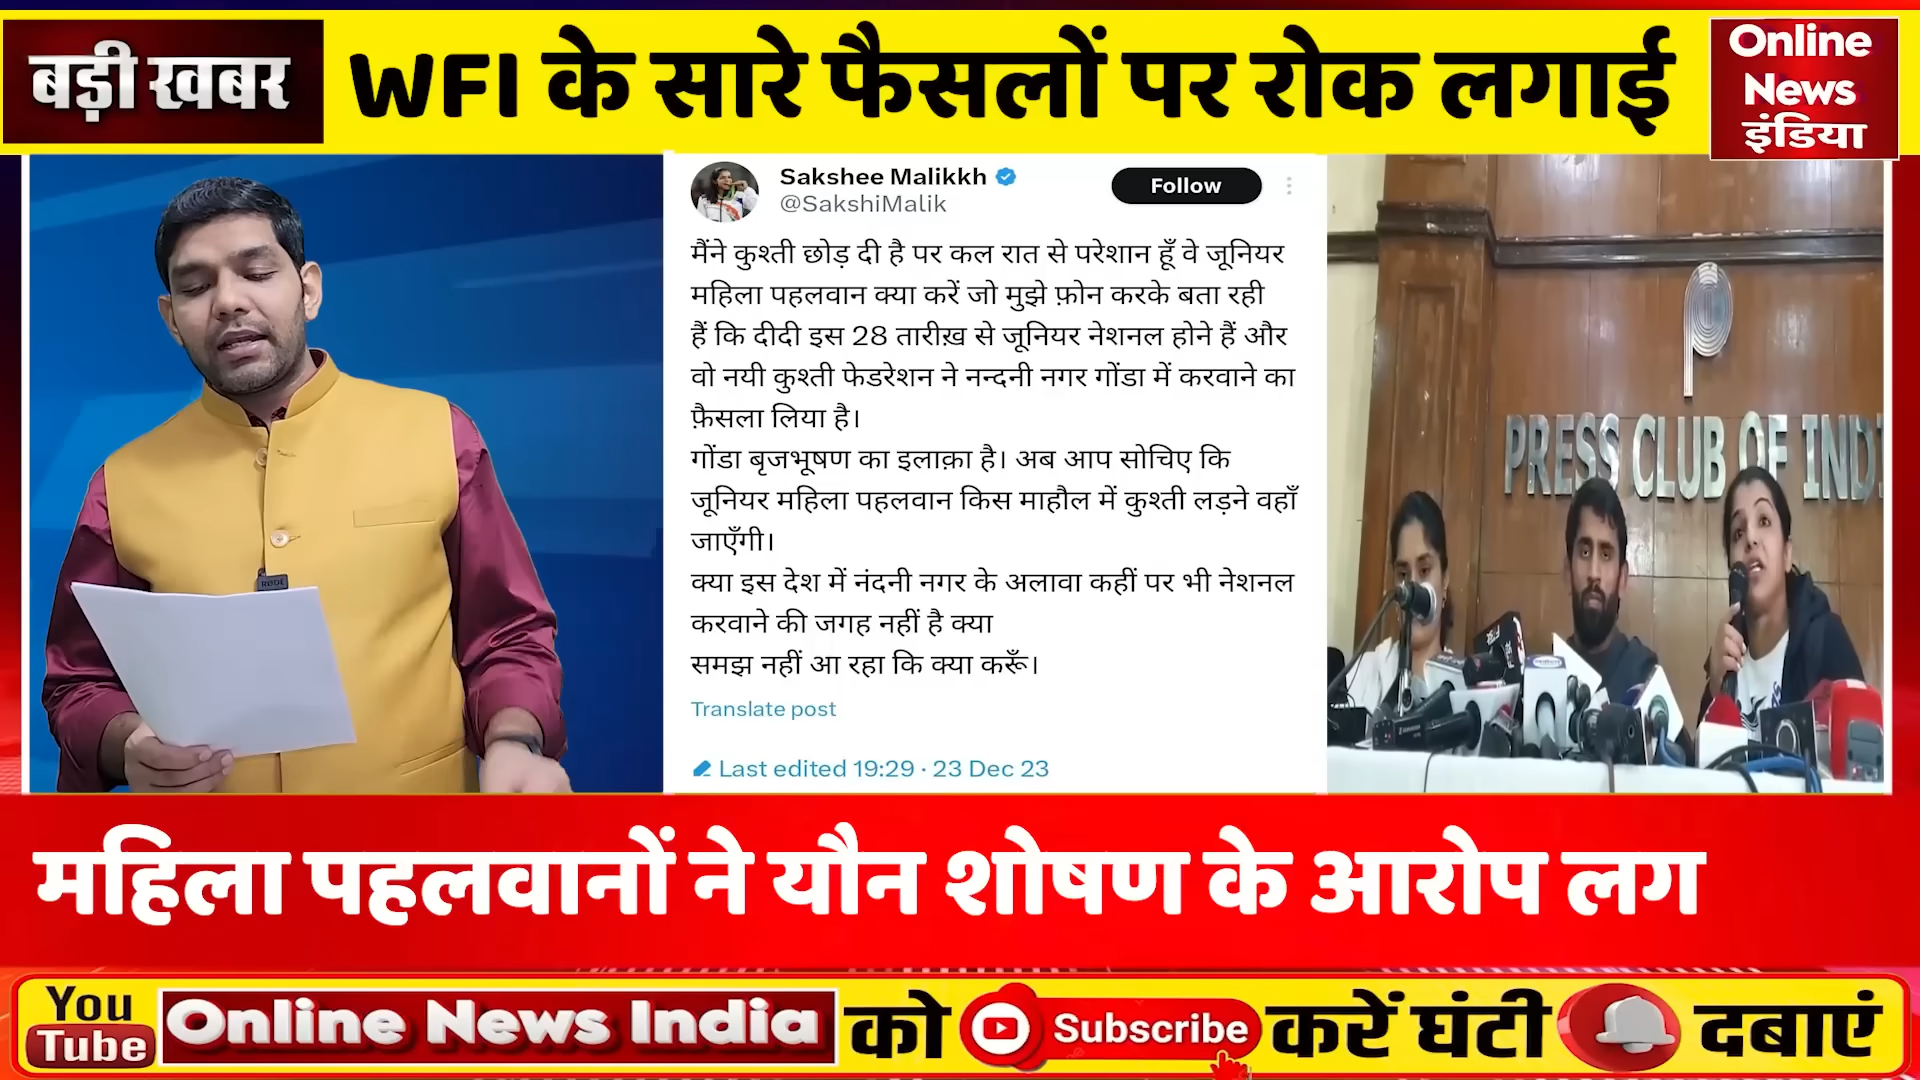 बड़ी खबर
WFI के सारे फैसलों पर रोक लगाई
Online
News
इंडिया
Sakshee Malikkh
@SakshiMalik
Follow
मैंने कुश्ती छोड़ दी है पर कल रात से परेशान हूँ वे जूनियर
महिला पहलवान क्या करें जो मुझे फ़ोन करके बता रही
हैं कि दीदी इस 28 तारीख़ से जूनियर नेशनल होने हैं और
वो नयी कुश्ती फेडरेशन ने नन्दनी नगर गोंडा में करवाने का
फ़ैसला लिया है।
गोंडा बृजभूषण का इलाक़ा है। अब आप सोचिए कि
जूनियर महिला पहलवान किस माहौल में कुश्ती लड़ने वहाँ
जाएँगी।
क्या इस देश में नंदनी नगर के अलावा कहीं पर भी नेशनल
करवाने की जगह नहीं है क्या
समझ नहीं आ रहा कि क्या करूँ।
Translate post
Last edited 19:29 · 23 Dec 23
RØDE
PRESS CLUB OF INDI
महिला पहलवानों ने यौन शोषण के आरोप लग
You
Tube
Online News India को Subscribe करें घंटी दबाएं